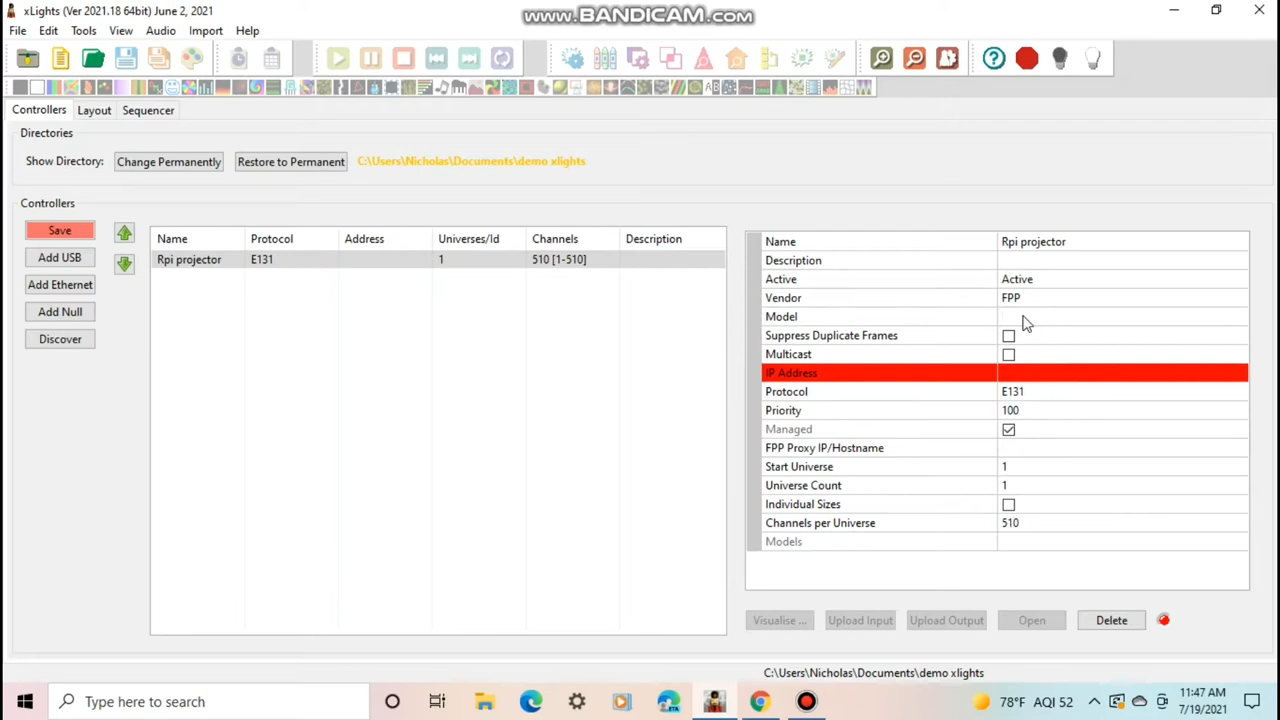 xLights (Ver 2021.18 64bit) June 2, 2021
www.BANDICAM.com
File Edit Tools View Audio Import Help
Controllers Layout Sequencer
Directories
Show Directory: Change Permanently Restore to Permanent C:\Users\Nicholas\Documents\demo xlights
Controllers
Save
Add USB
Add Ethernet
Add Null
Discover
Name Protocol Address Universes/Id Channels Description
Rpi projector E131 1 510 [1-510]
Name Rpi projector
Description
Active Active
Vendor FPP
Model
Suppress Duplicate Frames
Multicast
IP Address
Protocol E131
Priority 100
Managed
FPP Proxy IP/Hostname
Start Universe 1
Universe Count 1
Individual Sizes
Channels per Universe 510
Models
Visualise ... Upload Input Upload Output Open Delete
C:\Users\Nicholas\Documents\demo xlights
Type here to search
78°F AQI 52
11:47 AM
7/19/2021